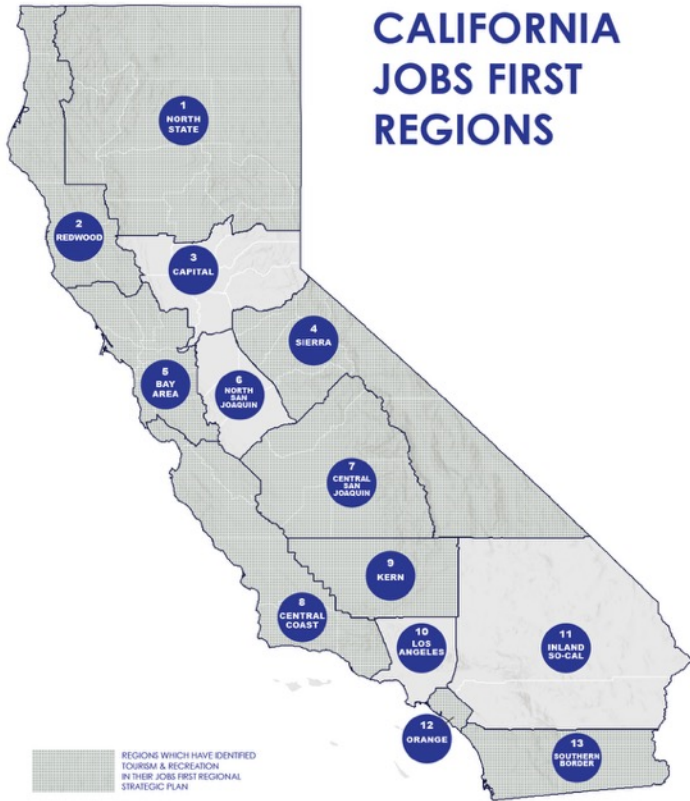 CALIFORNIA
JOBS FIRST
REGIONS
1
NORTH
STATE
2
REDWOOD
3
CAPITAL
4
SIERRA
5
BAY
AREA
6
NORTH
SAN
JOAQUIN
7
CENTRAL
SAN
JOAQUIN
8
CENTRAL
COAST
9
KERN
10
LOS
ANGELES
11
INLAND
SO-CAL
12
ORANGE
13
SOUTHERN
BORDER
REGIONS WHICH HAVE IDENTIFIED
TOURISM & RECREATION
IN THEIR JOBS FIRST REGIONAL
STRATEGIC PLAN